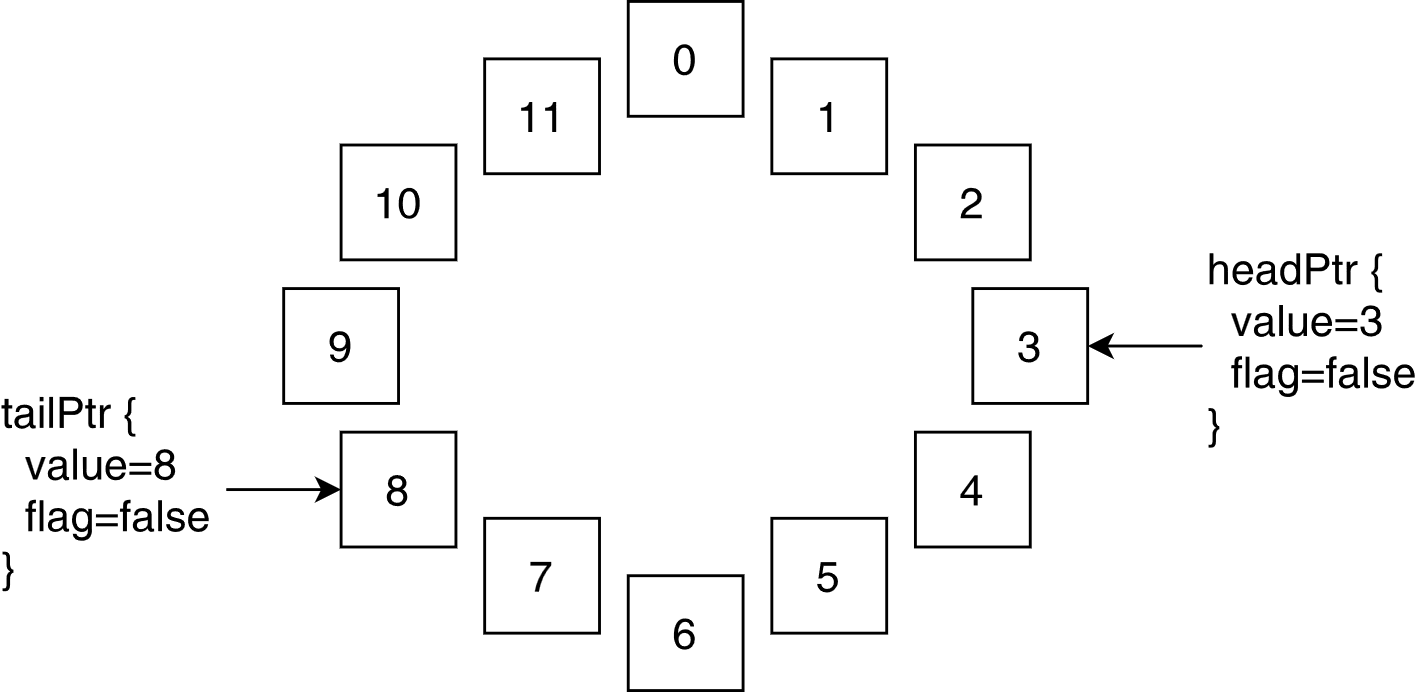 0
11
1
10
2
headPtr {
value=3
flag=false
}
9
3
tailPtr {
value=8
flag=false
}
8
4
7
5
6